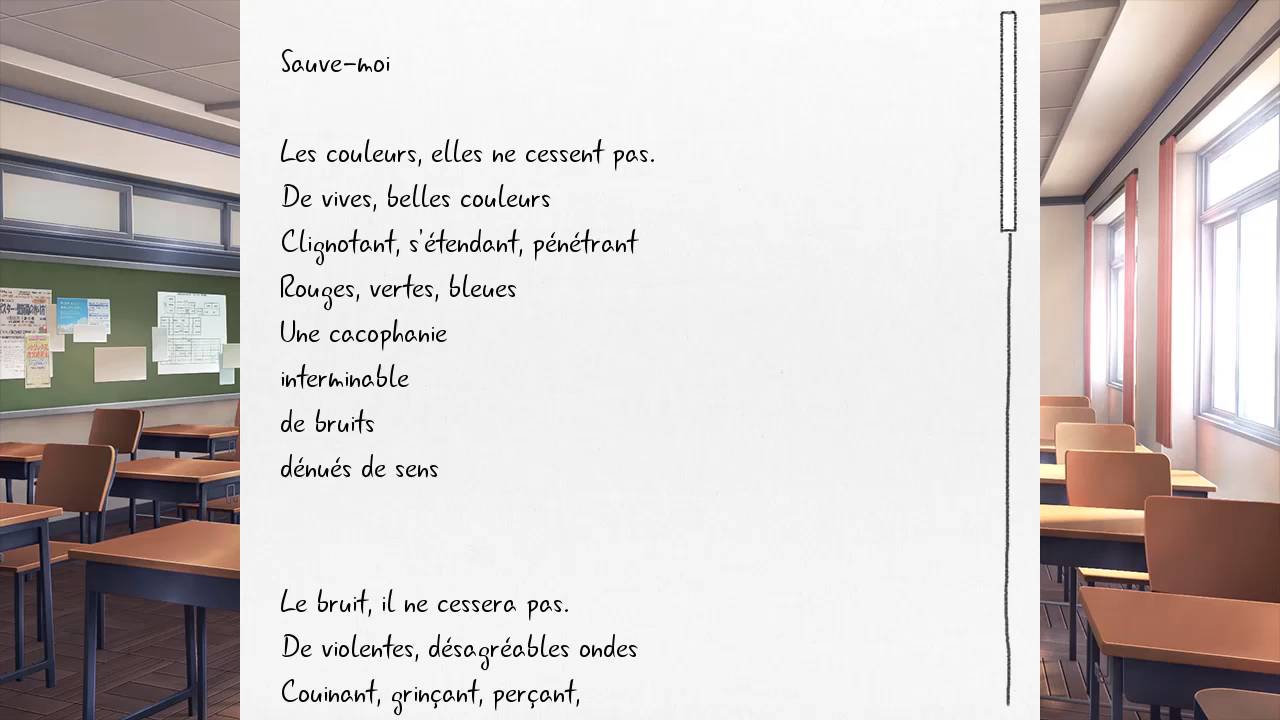 Sauve-moi
Les couleurs, elles ne cessent pas.
De vives, belles couleurs
Clignotant, s'étendant, pénétrant
Rouges, vertes, bleues
Une cacophanie
interminable
de bruits
dénués de sens
Le bruit, il ne cessera pas.
De violentes, désagréables ondes
Couinant, grinçant, perçant,